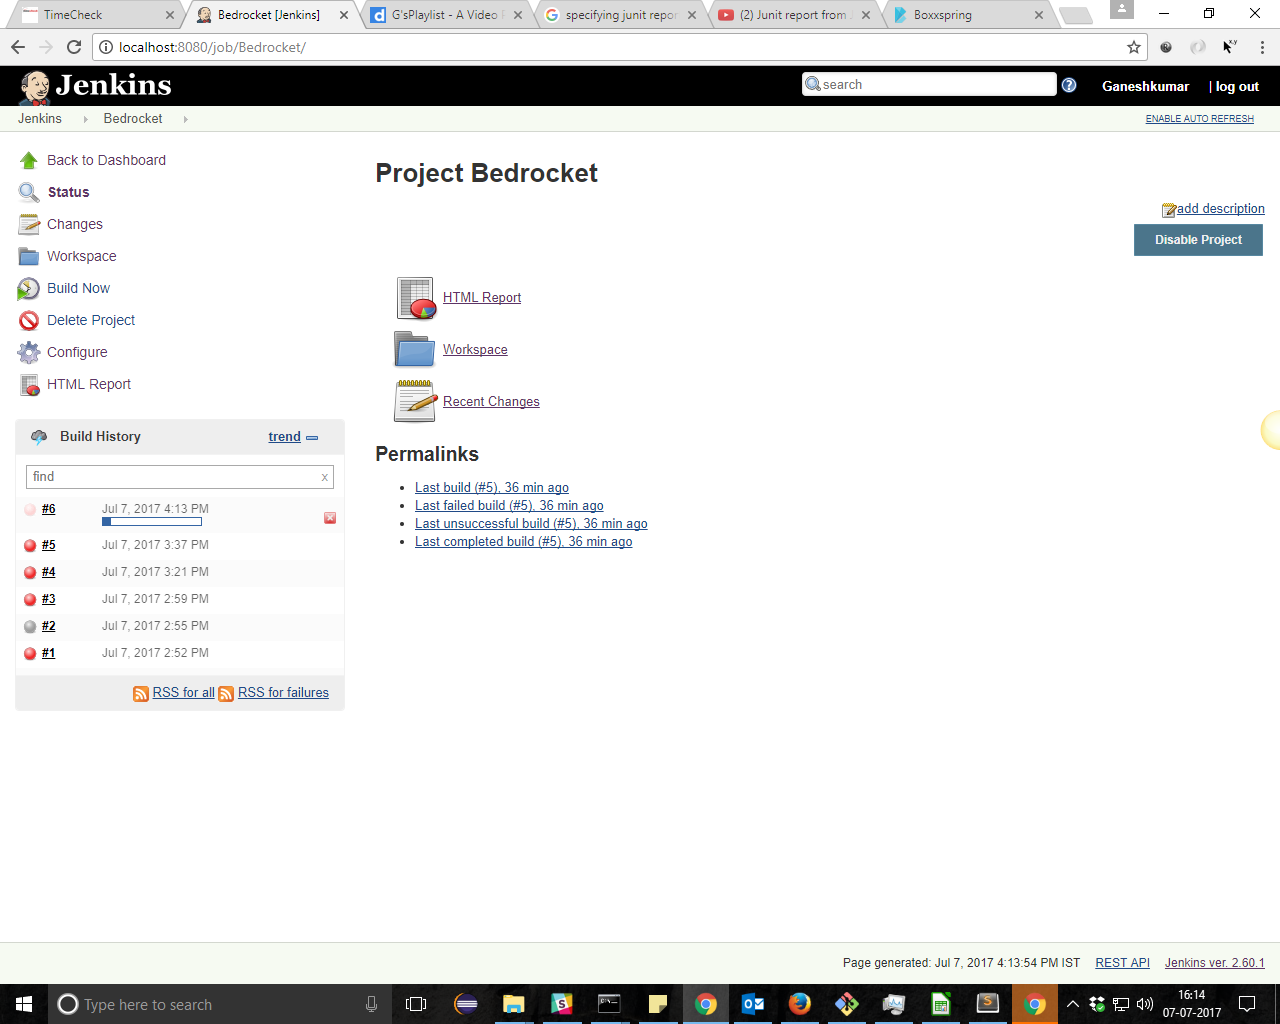 TimeCheck
Bedrocket [Jenkins]
G'sPlaylist - A Video
specifying junit repor
(2) Junit report from
Boxxspring
localhost:8080/job/Bedrocket/
Jenkins
search
Ganeshkumar
| log out
Jenkins
Bedrocket
ENABLE AUTO REFRESH
Back to Dashboard
Status
Changes
Workspace
Build Now
Delete Project
Configure
HTML Report
Project Bedrocket
add description
Disable Project
HTML Report
Workspace
Recent Changes
Permalinks
Last build (#5), 36 min ago
Last failed build (#5), 36 min ago
Last unsuccessful build (#5), 36 min ago
Last completed build (#5), 36 min ago
Build History
trend
find
x
#6 Jul 7, 2017 4:13 PM
#5 Jul 7, 2017 3:37 PM
#4 Jul 7, 2017 3:21 PM
#3 Jul 7, 2017 2:59 PM
#2 Jul 7, 2017 2:55 PM
#1 Jul 7, 2017 2:52 PM
RSS for all
RSS for failures
Page generated: Jul 7, 2017 4:13:54 PM IST
REST API
Jenkins ver. 2.60.1
Type here to search
16:14
07-07-2017